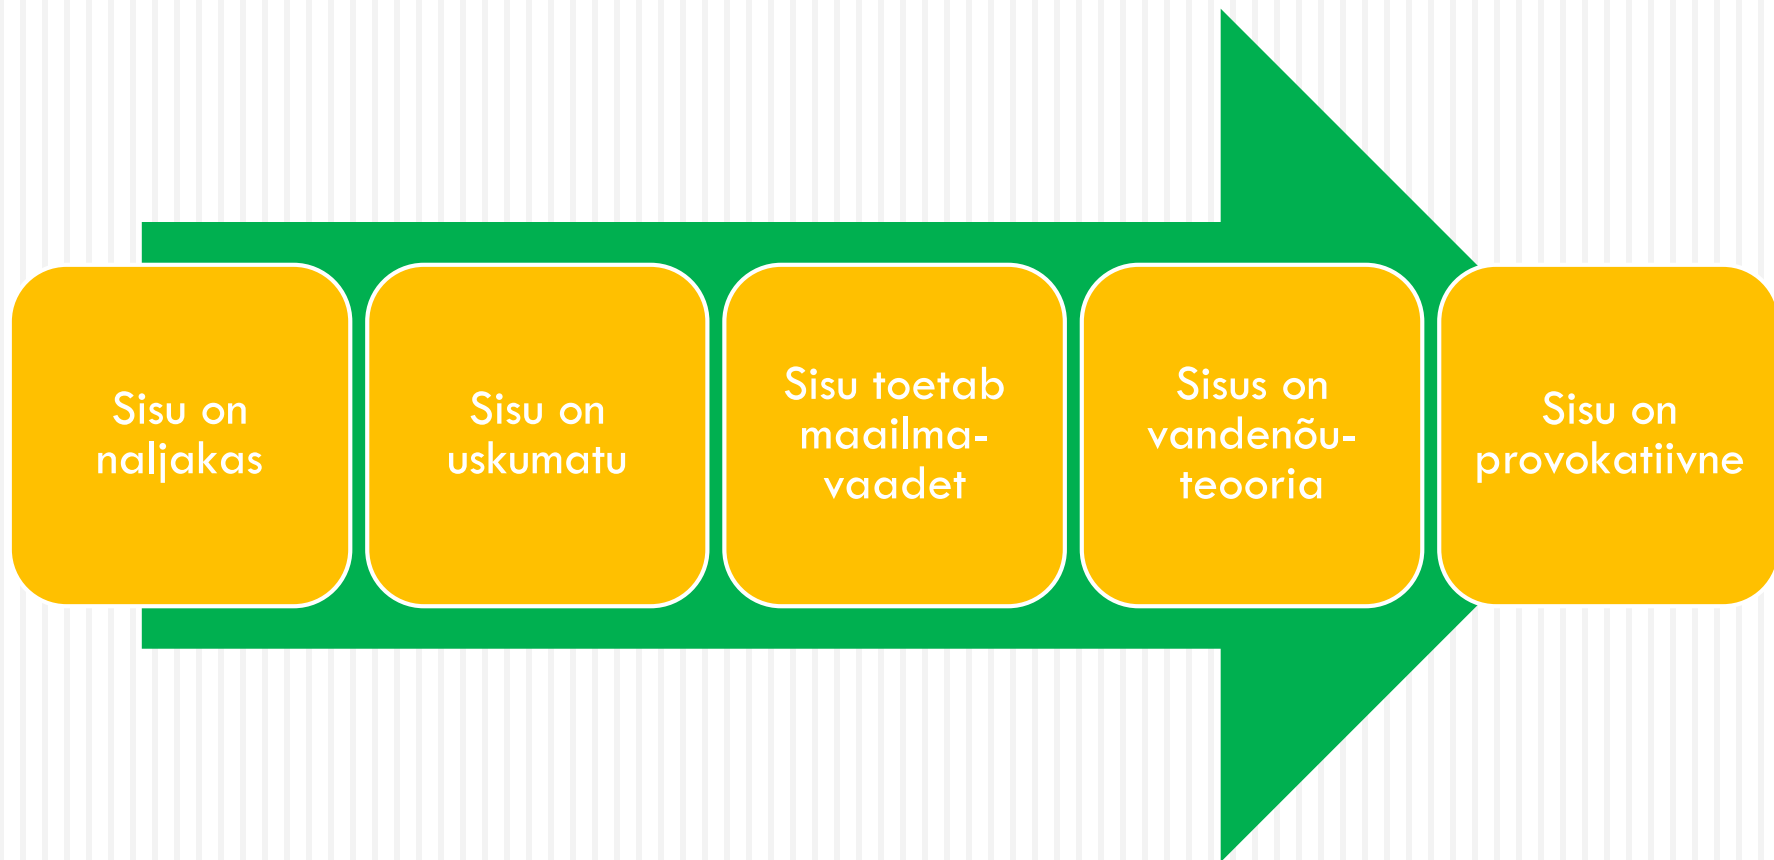 Sisu on
naljakas
Sisu on
uskumatu
Sisu toetab
maailma-
vaadet
Sisus on
vandenõu-
teooria
Sisu on
provokatiivne